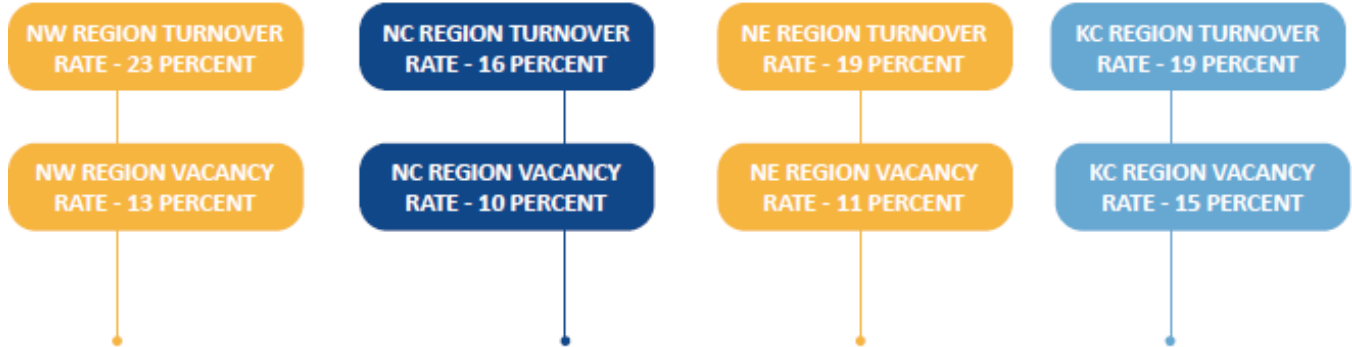 NW REGION TURNOVER
RATE - 23 PERCENT
NC REGION TURNOVER
RATE - 16 PERCENT
NE REGION TURNOVER
RATE - 19 PERCENT
KC REGION TURNOVER
RATE - 19 PERCENT
NW REGION VACANCY
RATE - 13 PERCENT
NC REGION VACANCY
RATE - 10 PERCENT
NE REGION VACANCY
RATE - 11 PERCENT
KC REGION VACANCY
RATE - 15 PERCENT